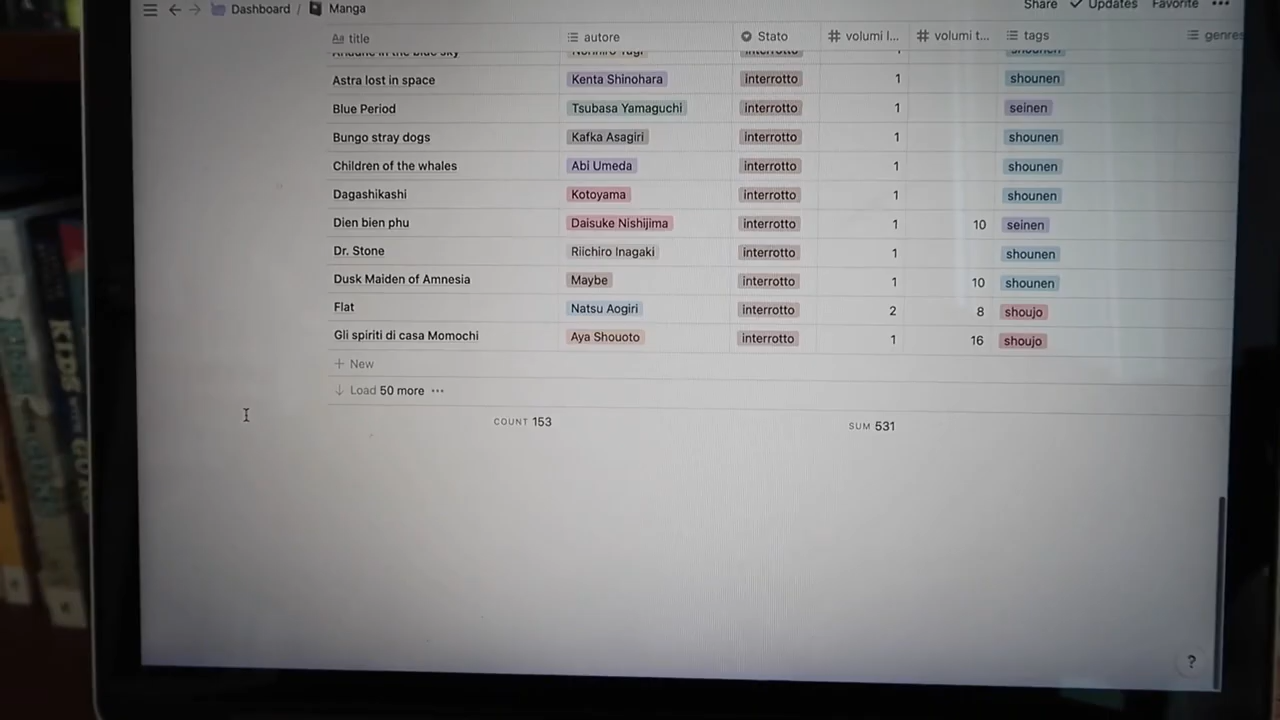 Dashboard / Manga Share Updates Favorite ...
Aa title autore Stato # volumi l... # volumi t... tags genres
interrotto 1 shounen
Astra lost in space Kenta Shinohara interrotto 1 shounen
Blue Period Tsubasa Yamaguchi interrotto 1 seinen
Bungo stray dogs Kafka Asagiri interrotto 1 shounen
Children of the whales Abi Umeda interrotto 1 shounen
Dagashikashi Kotoyama interrotto 1 shounen
Dien bien phu Daisuke Nishijima interrotto 1 10 seinen
Dr. Stone Riichiro Inagaki interrotto 1 shounen
Dusk Maiden of Amnesia Maybe interrotto 1 10 shounen
Flat Natsu Aogiri interrotto 2 8 shoujo
Gli spiriti di casa Momochi Aya Shouoto interrotto 1 16 shoujo
+ New
Load 50 more ...
COUNT 153 SUM 531
?
KIDS